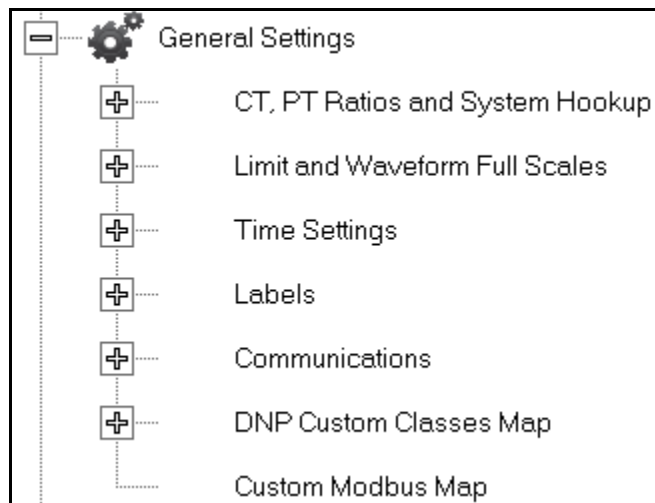 General Settings
CT, PT Ratios and System Hookup
Limit and Waveform Full Scales
Time Settings
Labels
Communications
DNP Custom Classes Map
Custom Modbus Map